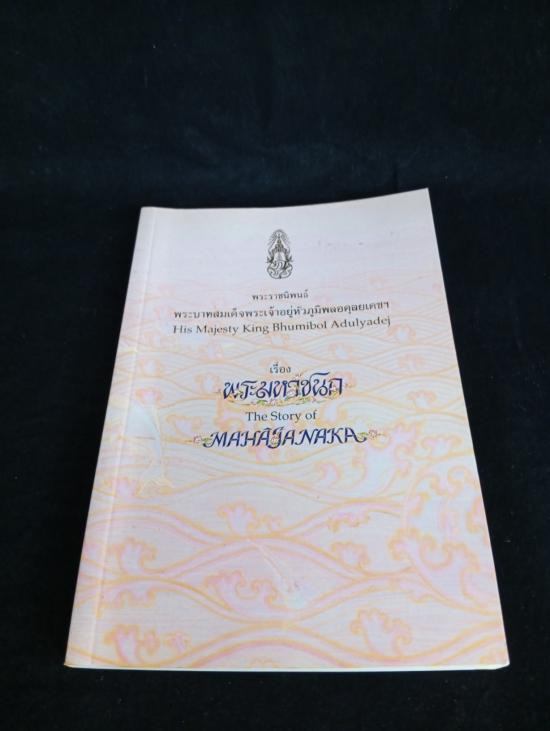 พระราชนิพนธ์
พระบาทสมเด็จพระเจ้าอยู่หัวภูมิพลอดุลยเดชฯ
His Majesty King Bhumibol Adulyadej
เรื่อง
พระมหาชนก
The Story of
MAHĀJANAKA